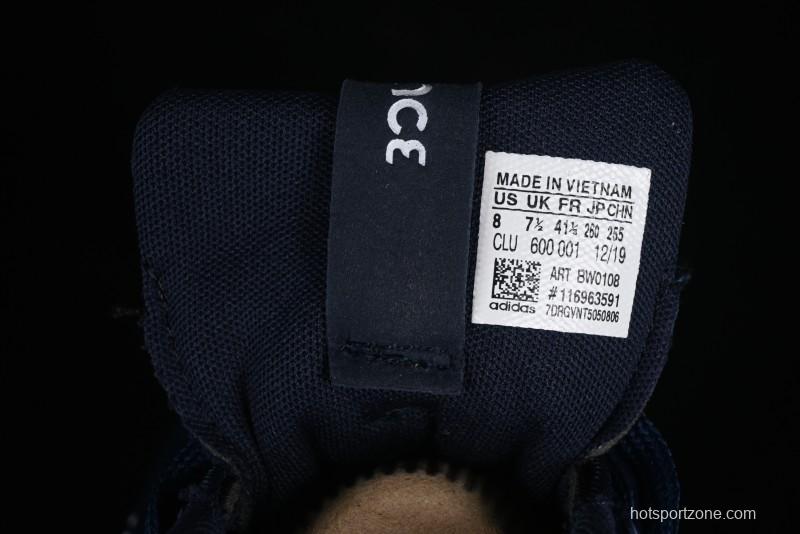 MADE IN VIETNAM
US UK FR JP CHN
8 7½ 41⅓ 260 255
CLU 600 001 12/19
ART BW0108
#116963591
adidas 7DRGVNT5050806
hotsportzone.com